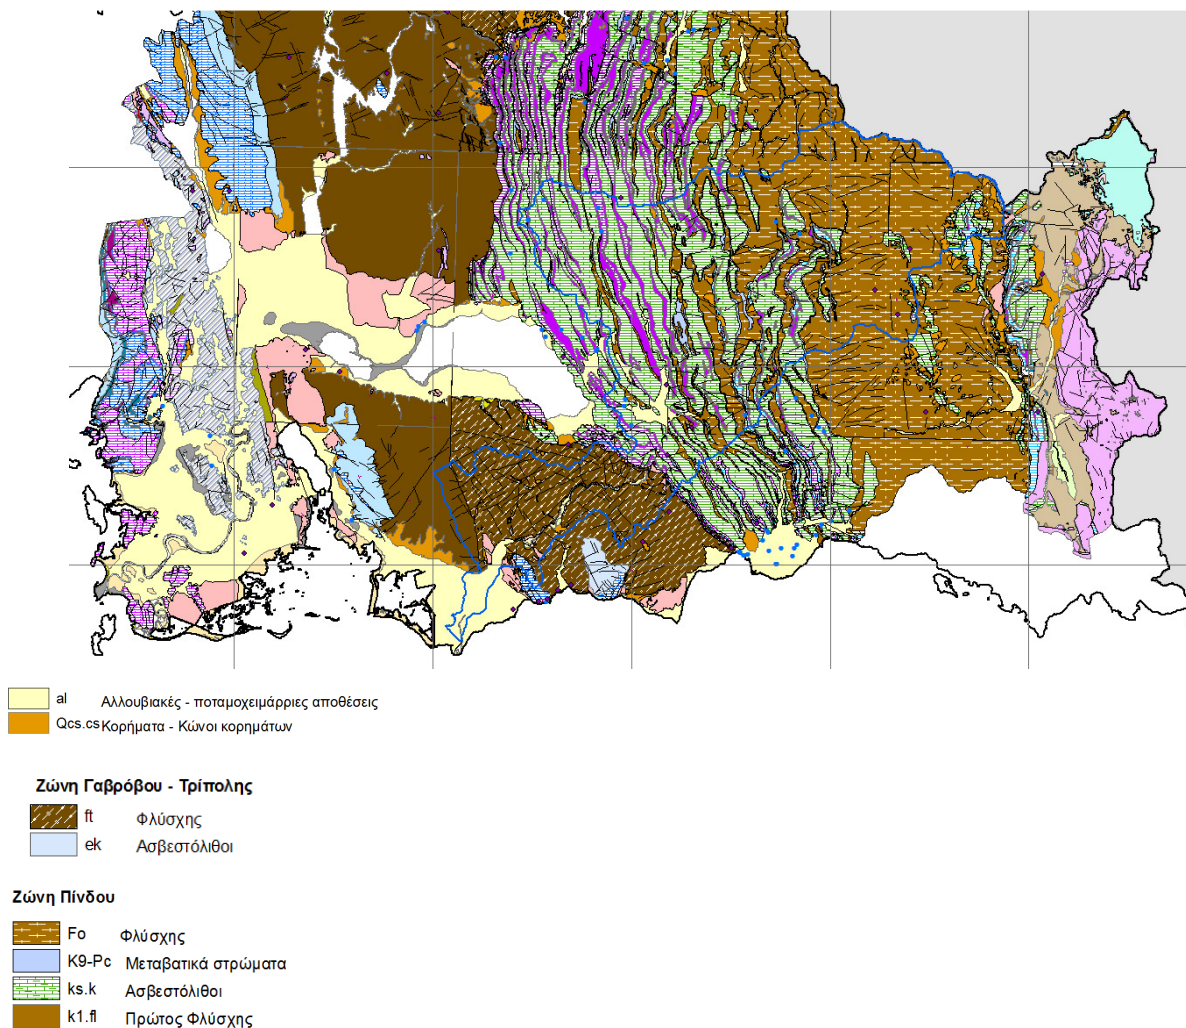 al Αλλουβιακές - ποταμοχειμάρριες αποθέσεις
Qcs.cs Κορήματα - Κώνοι κορημάτων
Ζώνη Γαβρόβου - Τρίπολης
ft Φλύσχης
ek Ασβεστόλιθοι
Ζώνη Πίνδου
Fo Φλύσχης
K9-Pc Μεταβατικά στρώματα
ks.k Ασβεστόλιθοι
k1.fl Πρώτος Φλύσχης